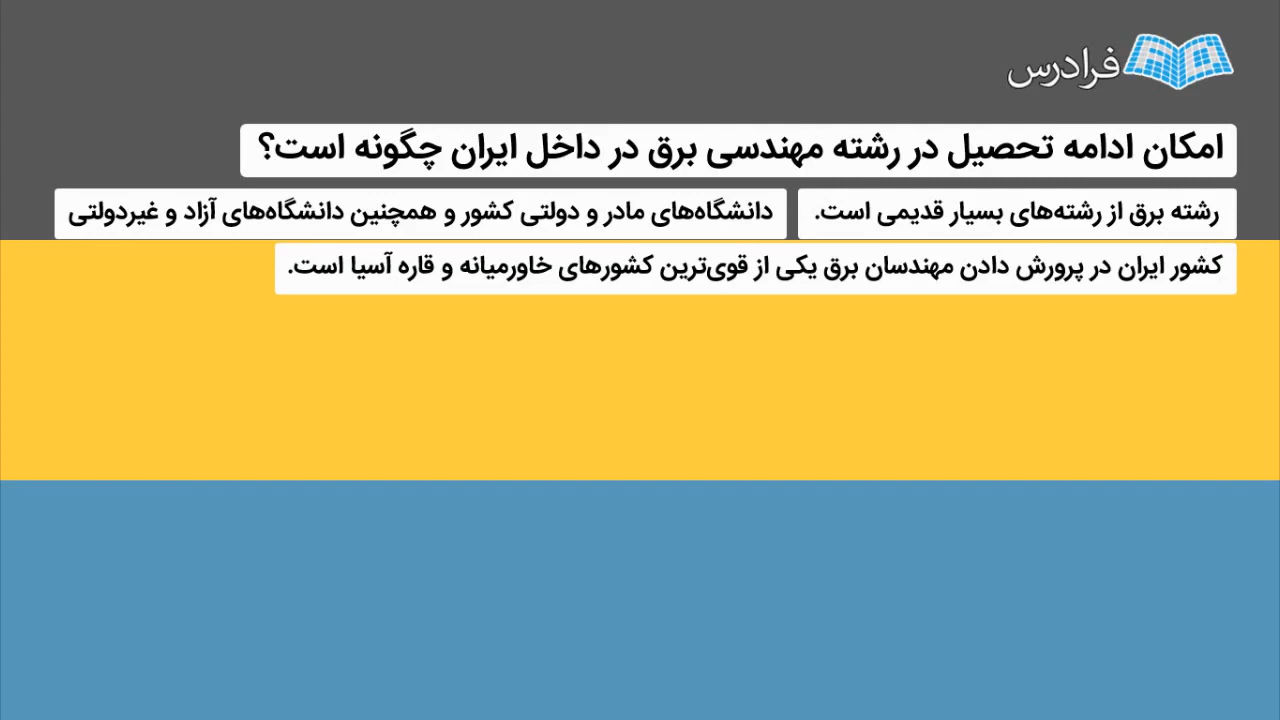 فرادرس
امکان ادامه تحصیل در رشته مهندسی برق در داخل ایران چگونه است؟
رشته برق از رشته‌های بسیار قدیمی است.
دانشگاه‌های مادر و دولتی کشور و همچنین دانشگاه‌های آزاد و غیردولتی
کشور ایران در پرورش دادن مهندسان برق یکی از قوی‌ترین کشورهای خاورمیانه و قاره آسیا است.